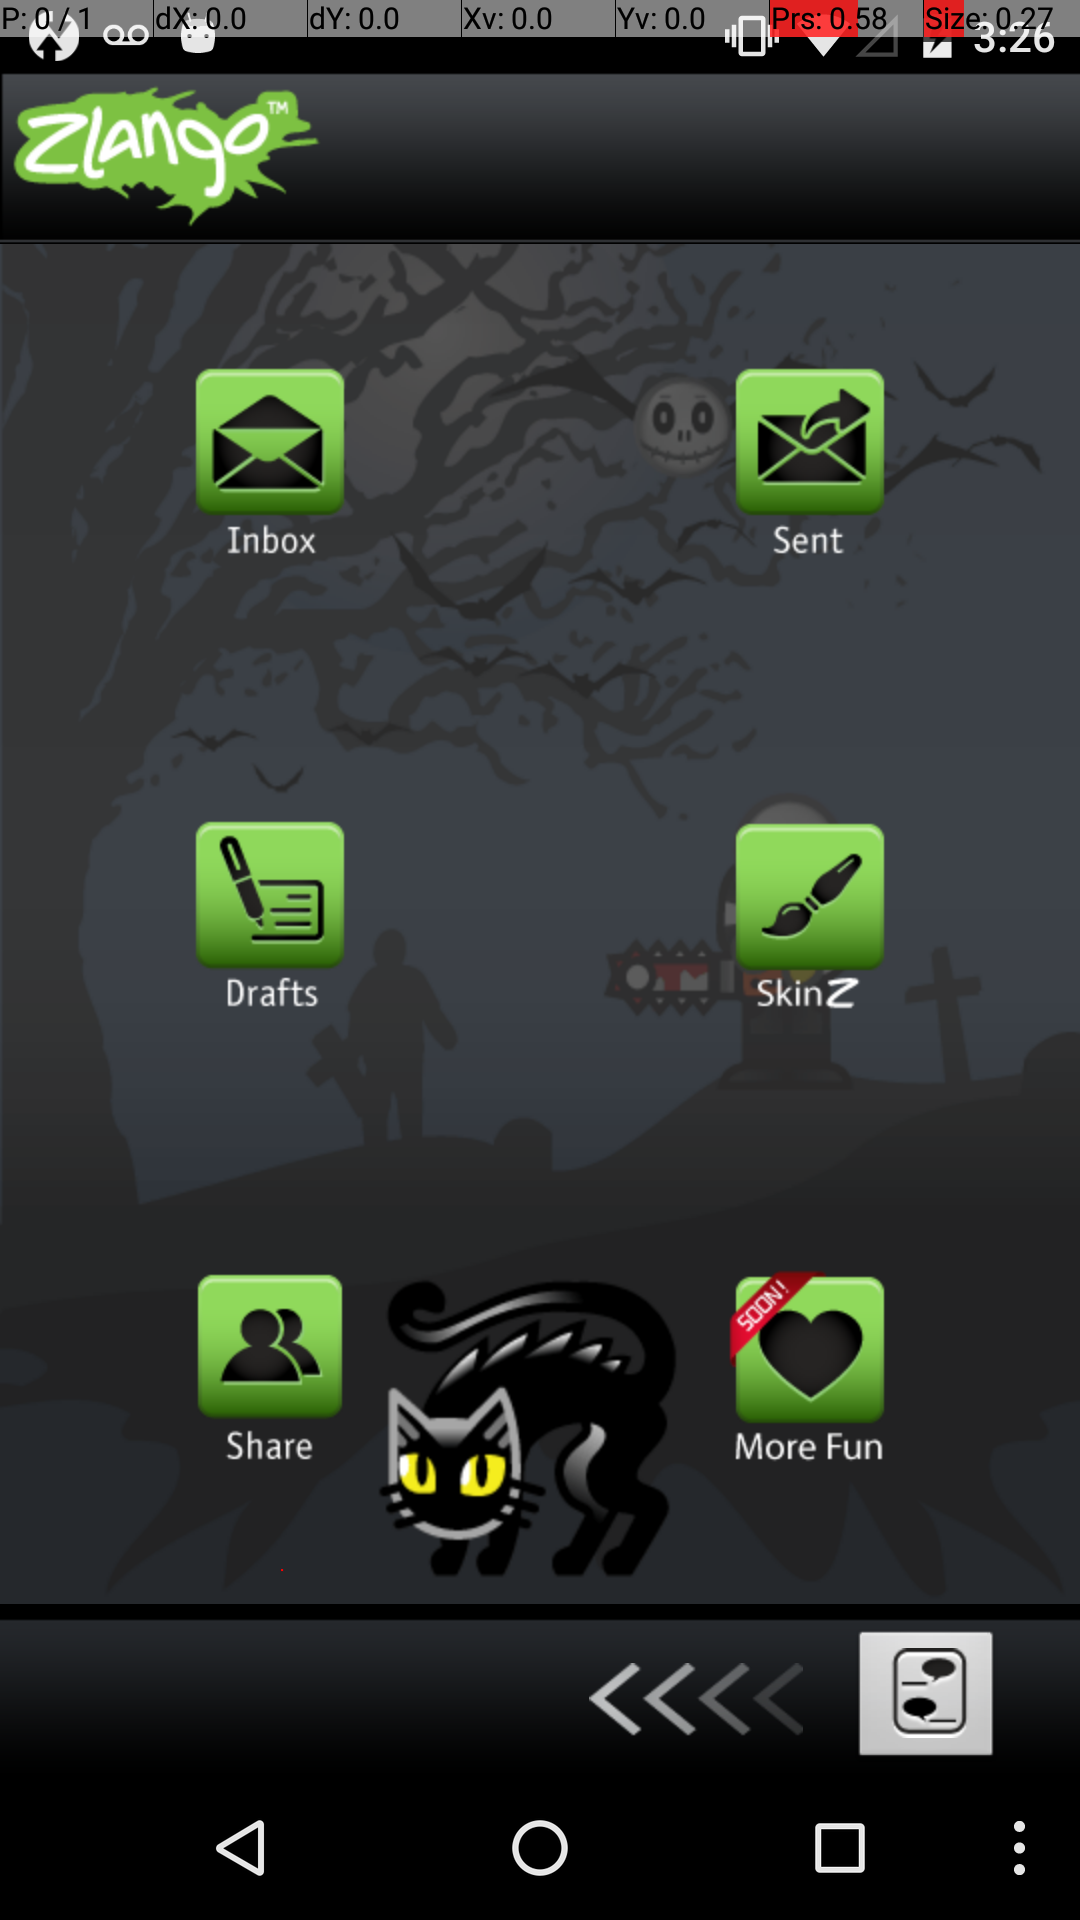 P: 0 / 1 dX: 0.0 dY: 0.0 Xv: 0.0 Yv: 0.0 Prs: 0.58 Size: 0.27
3:26
Zlango™
Inbox
Sent
Drafts
SkinZ
SOON!
Share
More Fun